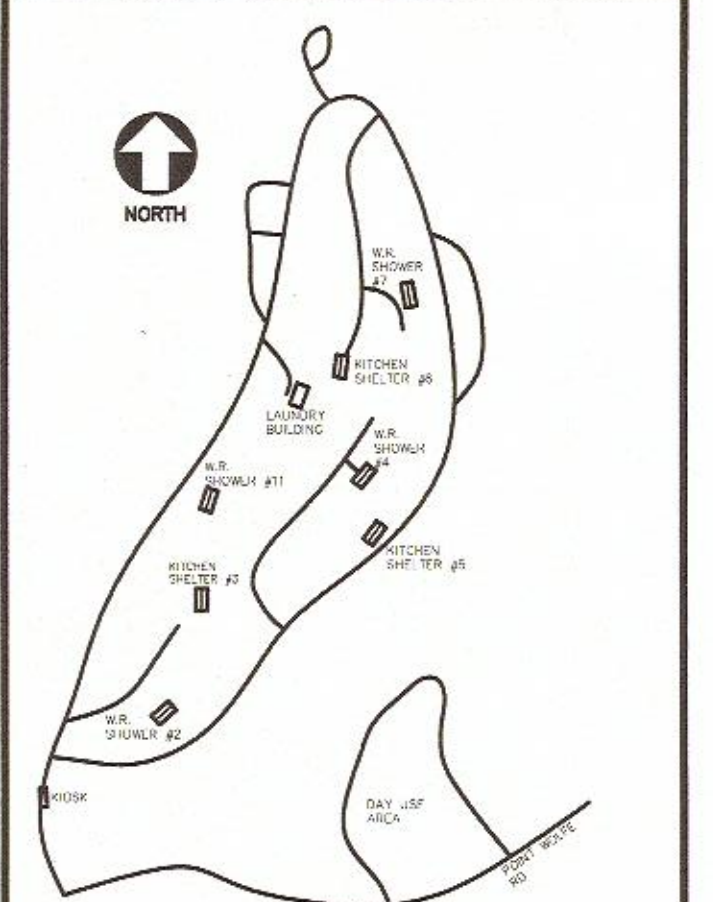 NORTH
W.R.
SHOWER
#7
KITCHEN
SHELTER #6
LAUNDRY
BUILDING
W.R.
SHOWER
#4
W.R.
SHOWER #11
KITCHEN
SHELTER #5
KITCHEN
SHELTER #3
W.R.
SHOWER #2
KIOSK
DAY USE
AREA
POINT WOLFE
RD